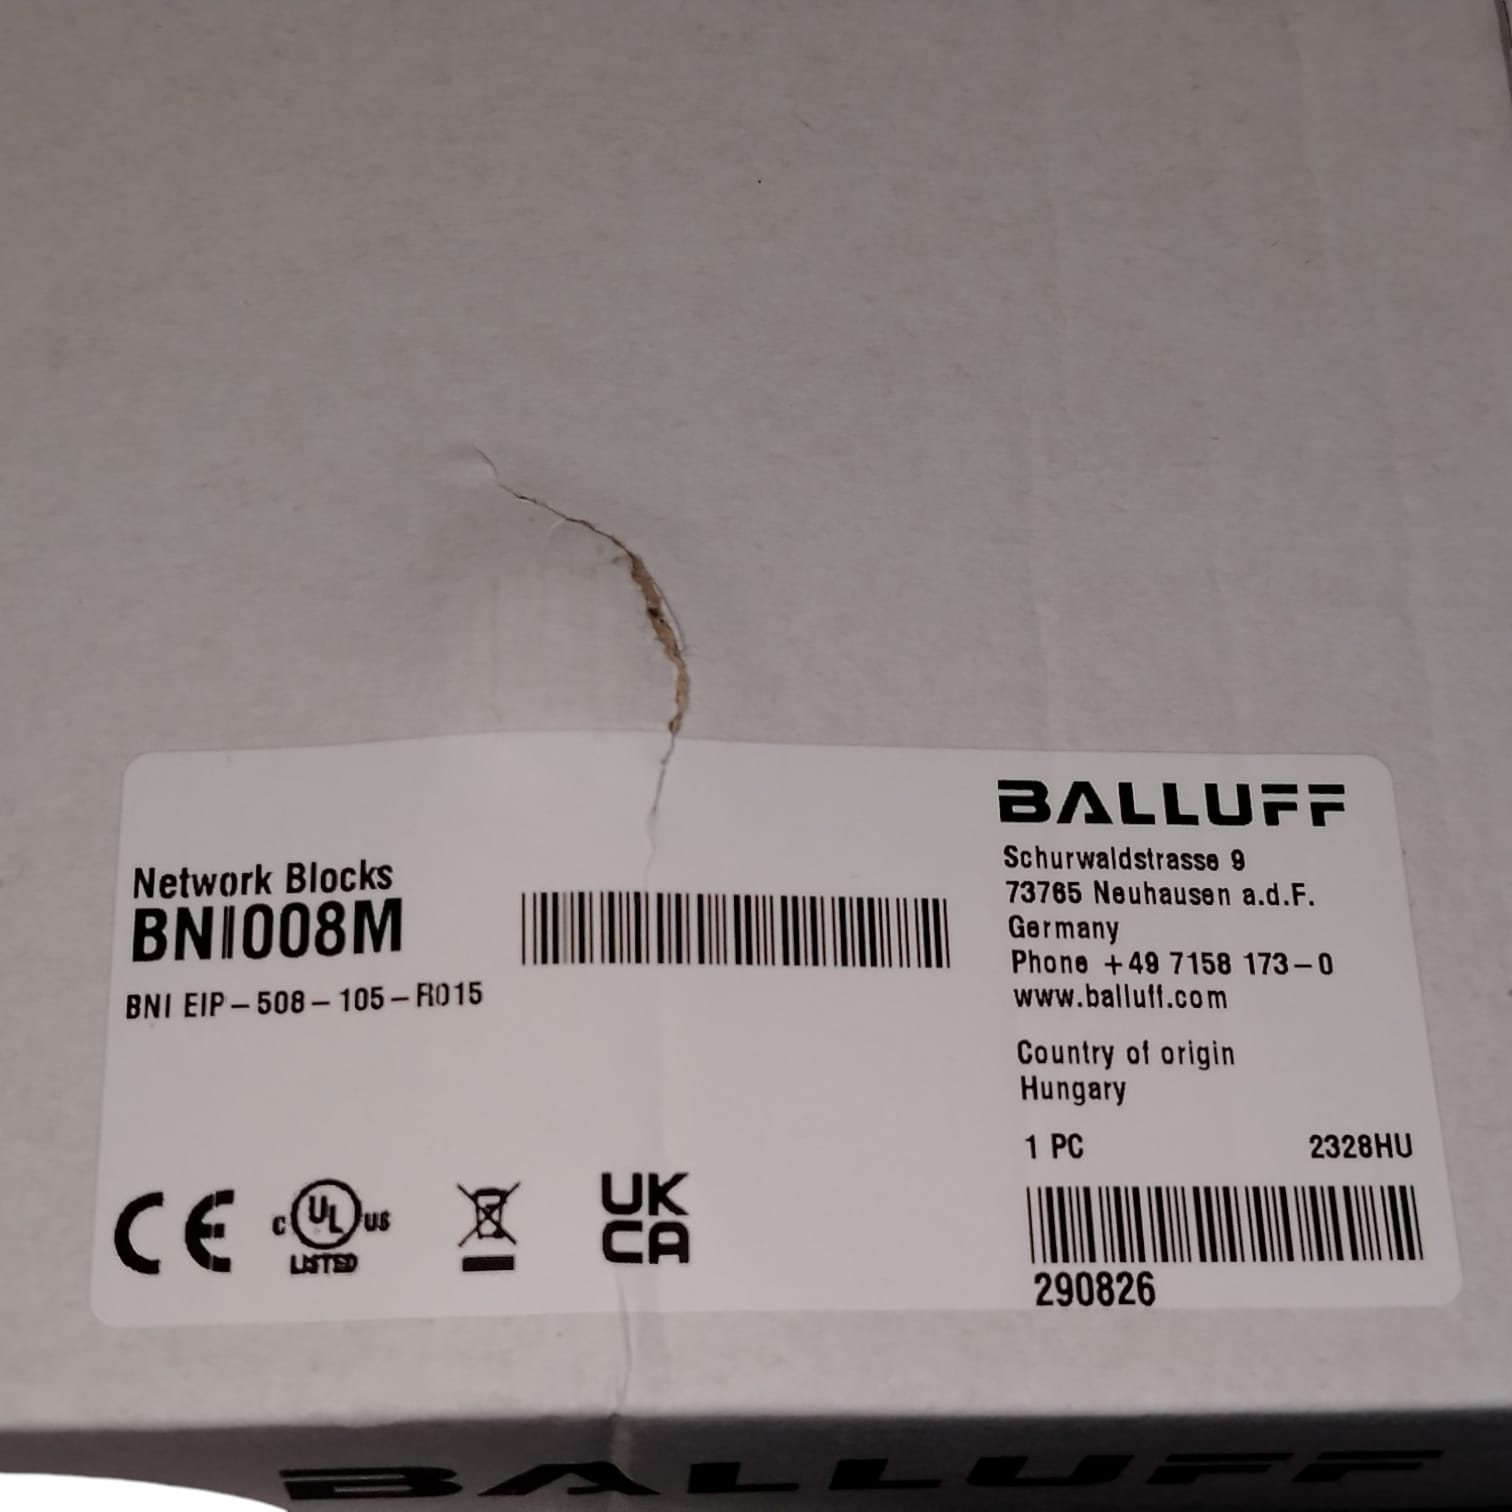 Network Blocks
BNI008M
BNI EIP-508-105-R015
BALLUFF
Schurwaldstrasse 9
73765 Neuhausen a.d.F.
Germany
Phone +49 7158 173-0
www.balluff.com
Country of origin
Hungary
1 PC 2328HU
290826
CE
c UL us
LISTED
UK
CA
BALLUFF